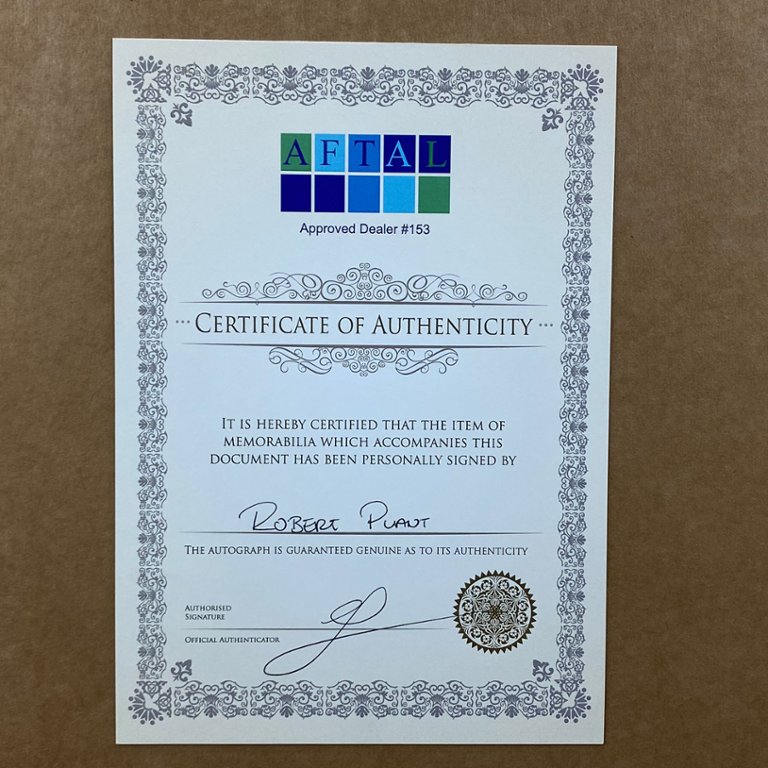 AFTAL
Approved Dealer #153
CERTIFICATE OF AUTHENTICITY
IT IS HEREBY CERTIFIED THAT THE ITEM OF
MEMORABILIA WHICH ACCOMPANIES THIS
DOCUMENT HAS BEEN PERSONALLY SIGNED BY
ROBERT PLANT
THE AUTOGRAPH IS GUARANTEED GENUINE AS TO ITS AUTHENTICITY
AUTHORISED
SIGNATURE
OFFICIAL AUTHENTICATOR